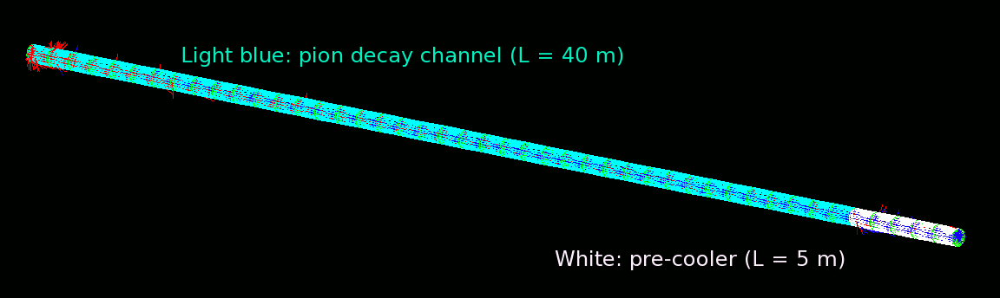 Light blue: pion decay channel (L = 40 m)
White: pre-cooler (L = 5 m)